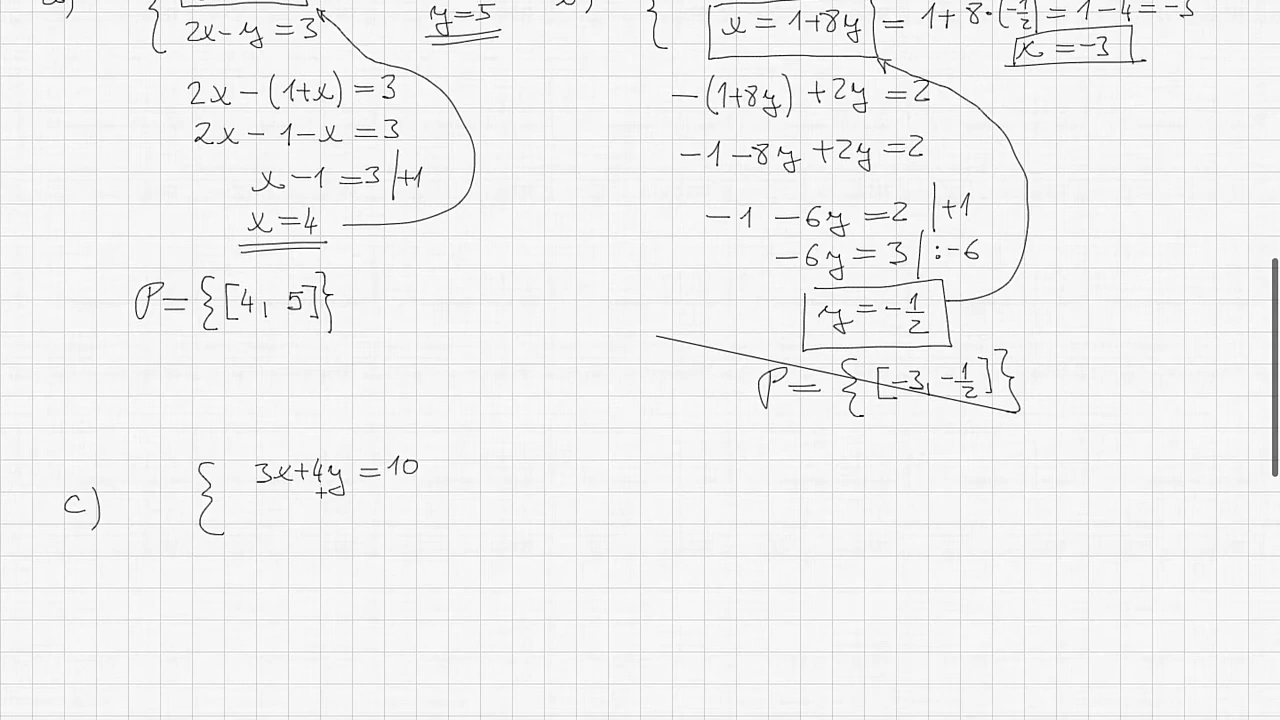 2x-y=3
y=5
2x-(1+x)=3
2x-1-x=3
x-1=3 |+1
x=4
P={[4, 5]}
x=1+8y = 1+8·(-1/2)=1-4=-3
x=-3
-(1+8y)+2y=2
-1-8y+2y=2
-1-6y=2 |+1
-6y=3 |:-6
y=-1/2
P={[-3, -1/2]}
c) { 3x+4y=10